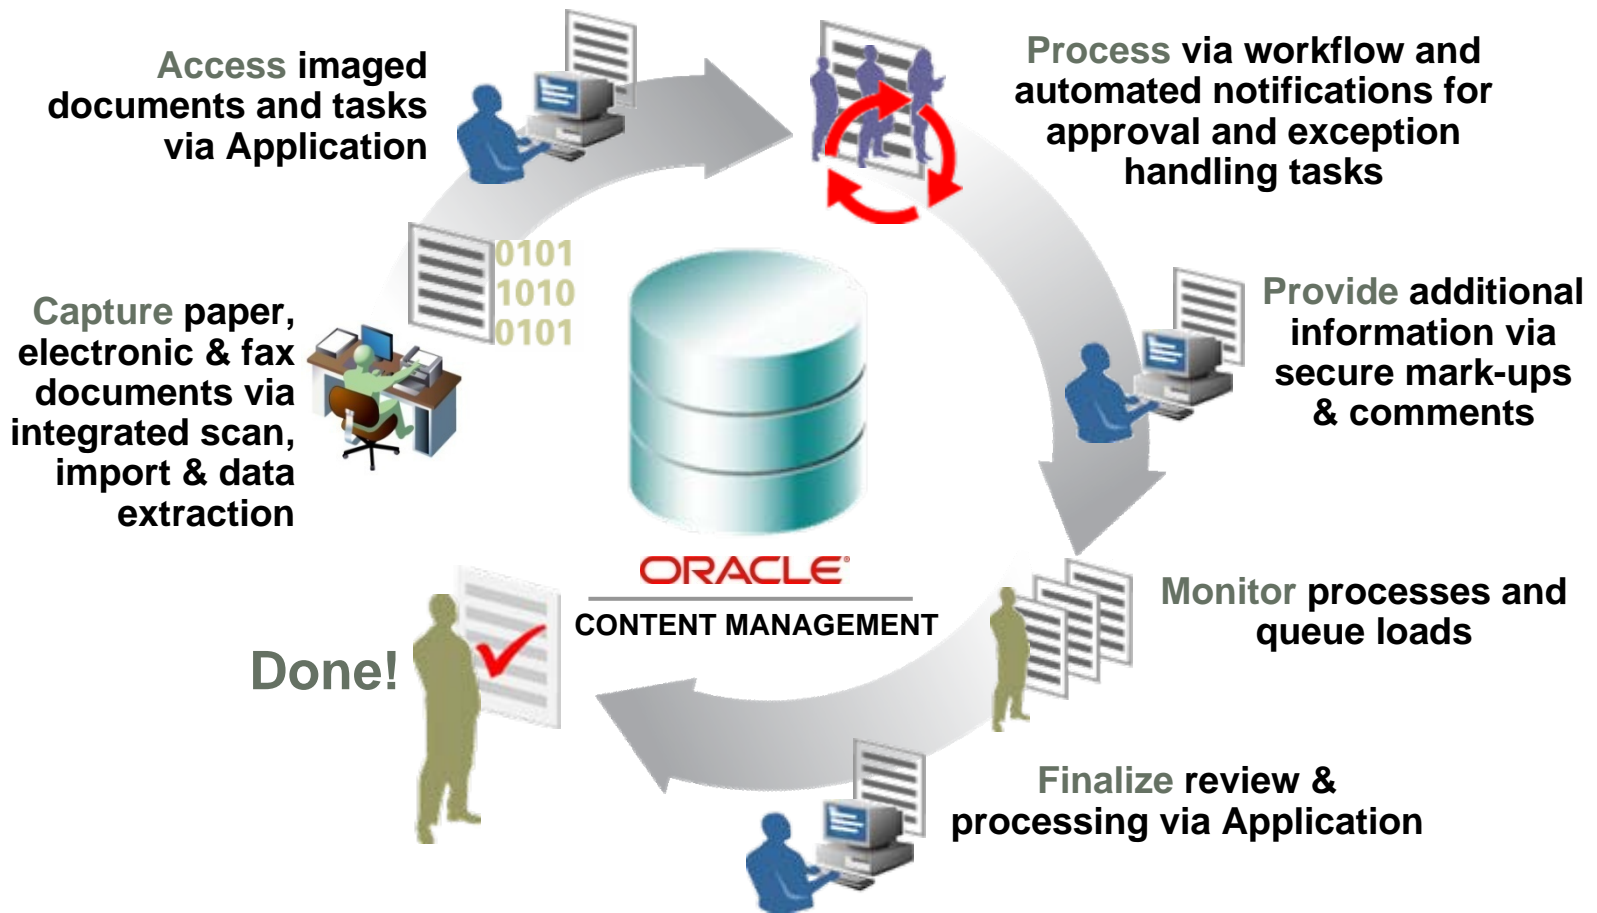 Access imaged
documents and tasks
via Application
Process via workflow and
automated notifications for
approval and exception
handling tasks
Provide additional
information via
secure mark-ups
& comments
Monitor processes and
queue loads
Finalize review &
processing via Application
Done!
Capture paper,
electronic & fax
documents via
integrated scan,
import & data
extraction
0101
1010
0101
ORACLE®
CONTENT MANAGEMENT